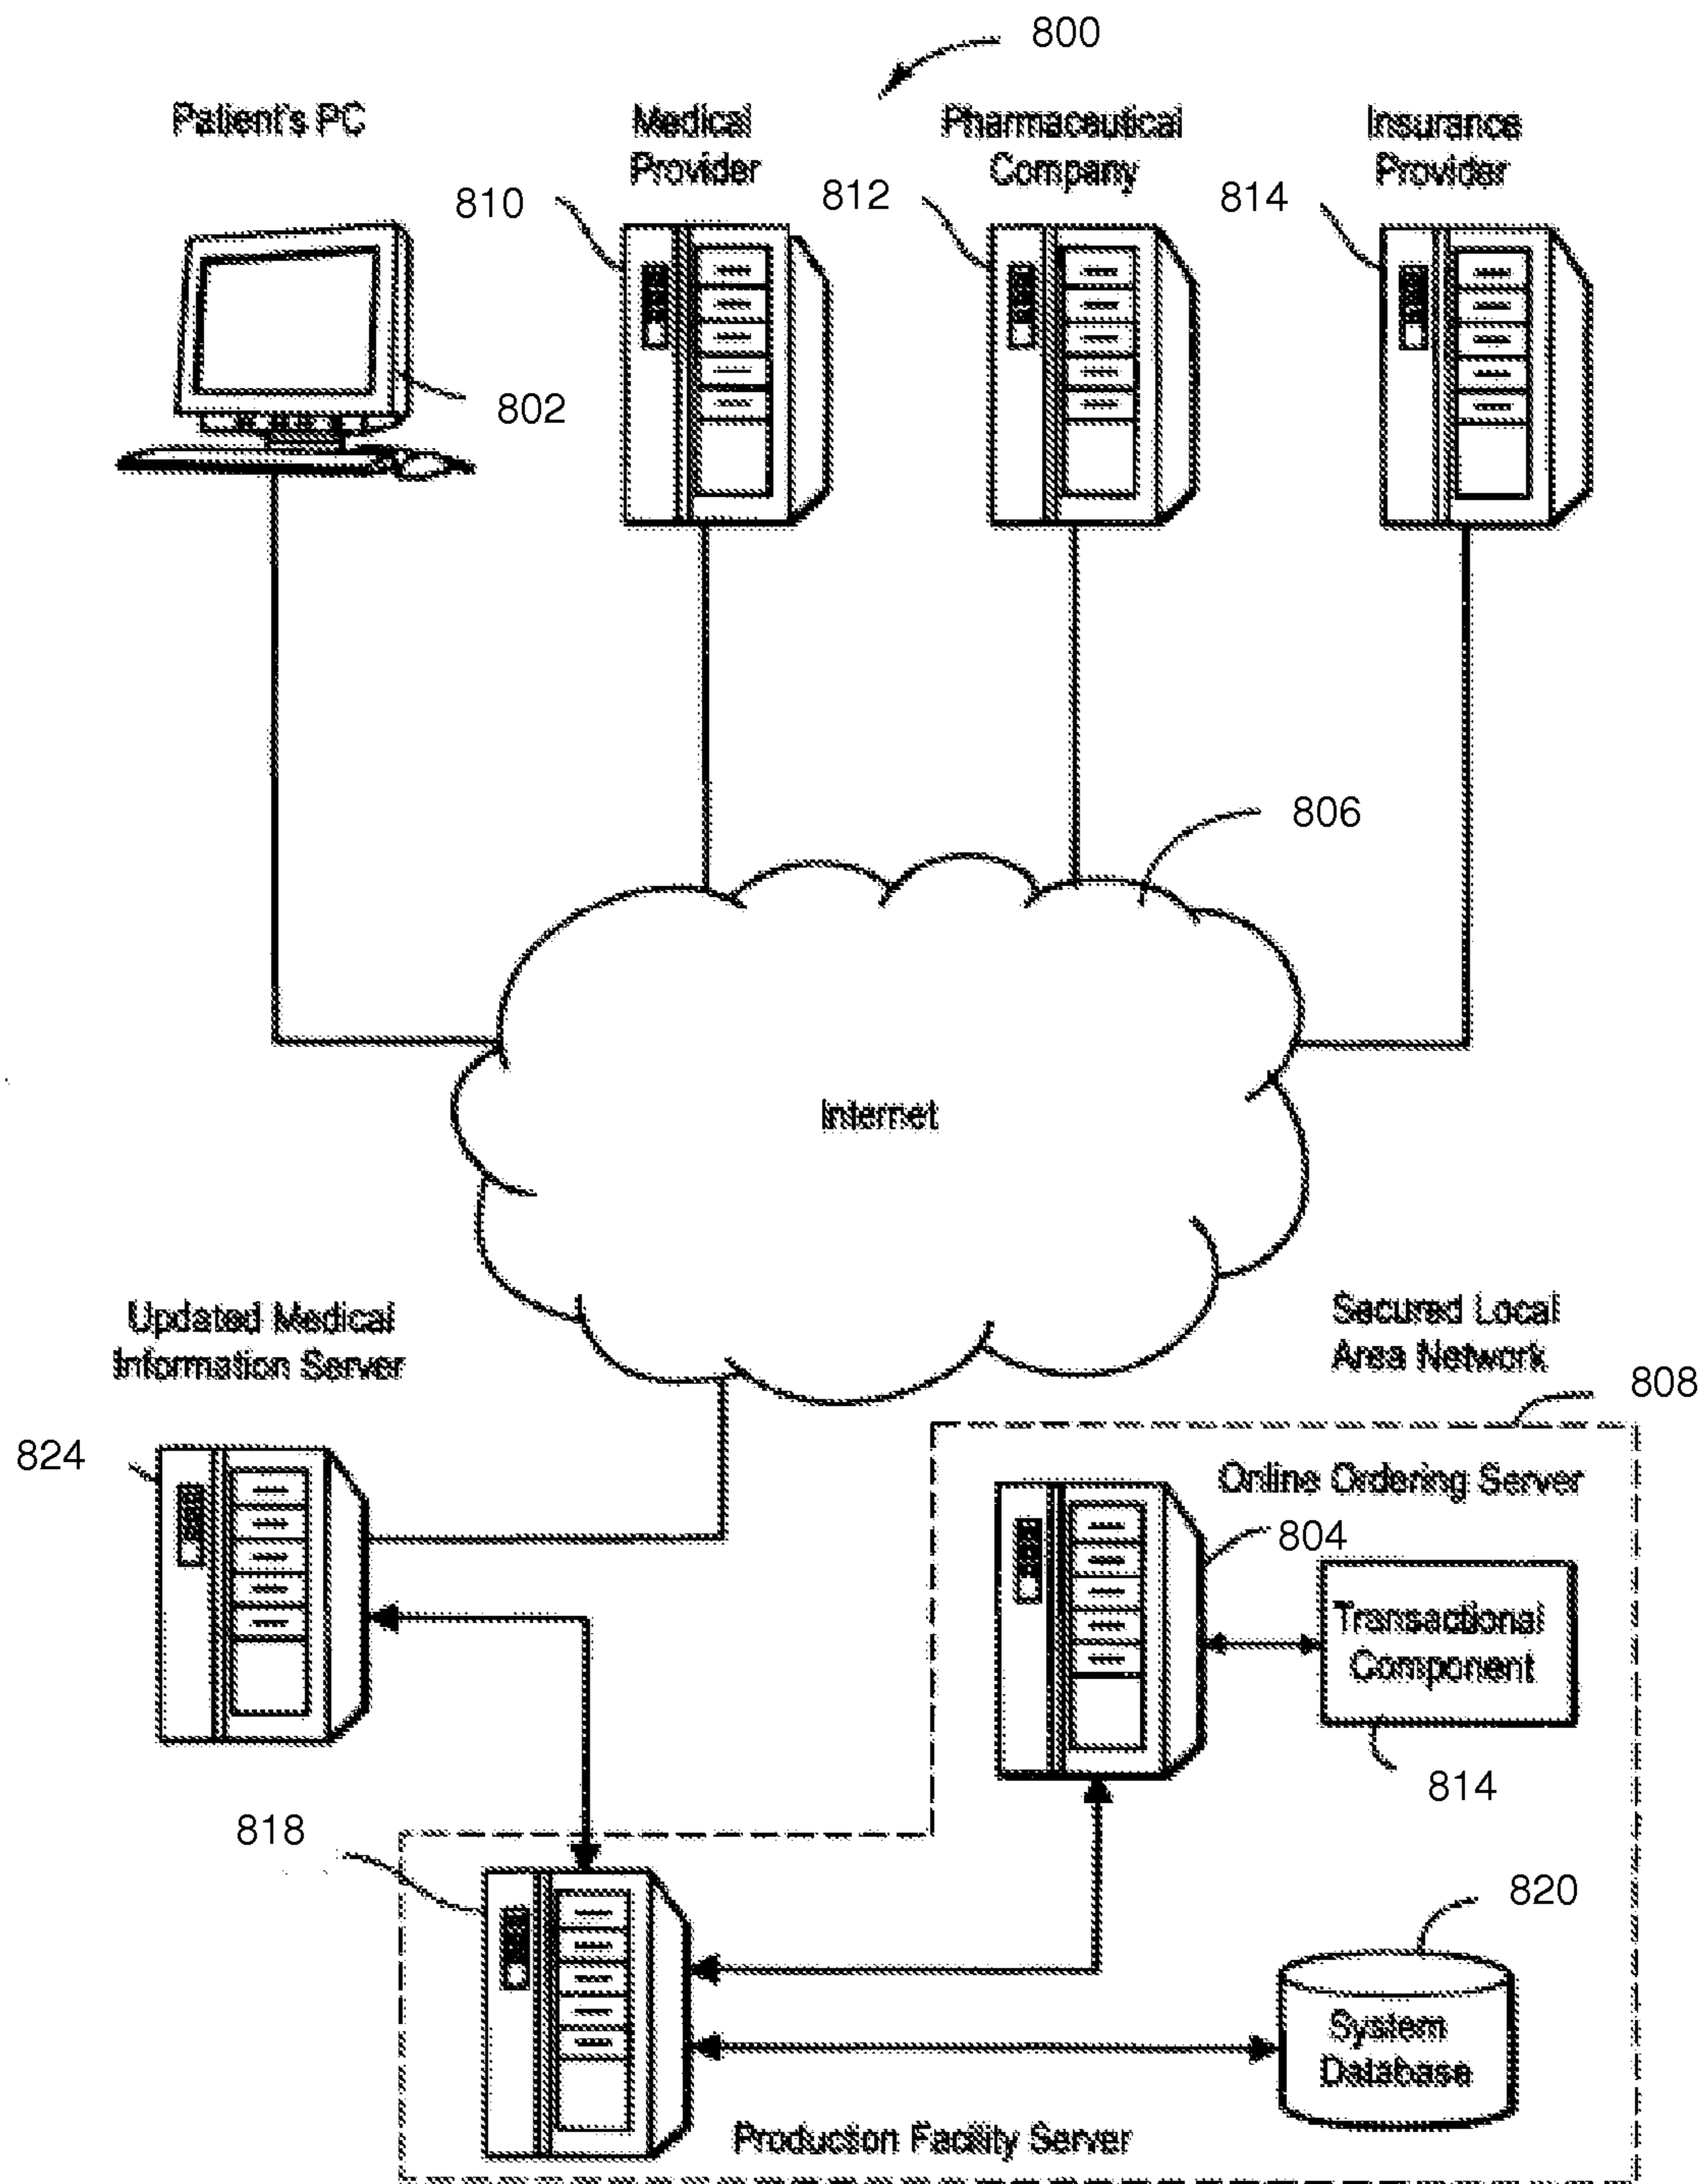 800
Patient's PC
Medical
Provider
Pharmaceutical
Company
Insurance
Provider
810
812
814
802
806
Internet
Updated Medical
Information Server
Secured Local
Area Network
808
824
Online Ordering Server
804
Transactional
Component
814
818
820
System
Database
Production Facility Server